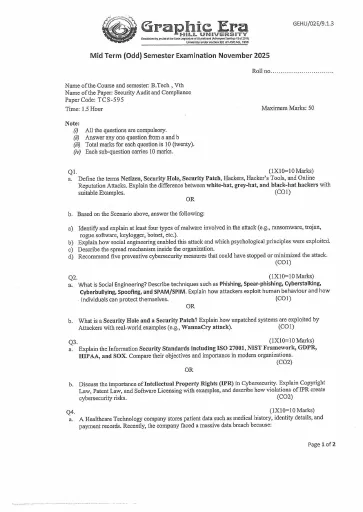 GEHU/02E/9.1.3
Graphic Era
HILL UNIVERSITY
Mid Term (Odd) Semester Examination November 2025
Roll no..............................
Name of the Course and semester: B.Tech , Vth
Name of the Paper: Security Audit and Compliance
Paper Code: TCS-595
Time: 1.5 Hour Maximum Marks: 50
Note:
(i) All the questions are compulsory.
(ii) Answer any one question from a and b
(iii) Total marks for each question is 10 (twenty).
(iv) Each sub-question carries 10 marks.
Q1. (1X10=10 Marks)
a. Define the terms Netizen, Security Hole, Security Patch, Hackers, Hacker's Tools, and Online
Reputation Attacks. Explain the difference between white-hat, grey-hat, and black-hat hackers with
suitable Examples. (CO1)
OR
b. Based on the Scenario above, answer the following:
a) Identify and explain at least four types of malware involved in the attack (e.g., ransomware, trojan,
rogue software, keylogger, botnet, etc.).
b) Explain how social engineering enabled this attack and which psychological principles were exploited.
c) Describe the spread mechanism inside the organization.
d) Recommend five preventive cybersecurity measures that could have stopped or minimized the attack.
(CO1)
Q2. (1X10=10 Marks)
a. What is Social Engineering? Describe techniques such as Phishing, Spear-phishing, Cyberstalking,
Cyberbullying, Spoofing, and SPAM/SPIM. Explain how attackers exploit human behaviour and how
individuals can protect themselves. (CO1)
OR
b. What is a Security Hole and a Security Patch? Explain how unpatched systems are exploited by
Attackers with real-world examples (e.g., WannaCry attack). (CO1)
Q3. (1X10=10 Marks)
a. Explain the Information Security Standards including ISO 27001, NIST Framework, GDPR,
HIPAA, and SOX. Compare their objectives and importance in modern organizations.
(CO2)
OR
b. Discuss the importance of Intellectual Property Rights (IPR) in Cybersecurity. Explain Copyright
Law, Patent Law, and Software Licensing with examples, and describe how violations of IPR create
cybersecurity risks. (CO2)
Q4. (1X10=10 Marks)
a. A Healthcare Technology company stores patient data such as medical history, identity details, and
payment records. Recently, the company faced a massive data breach because:
Page 1 of 2